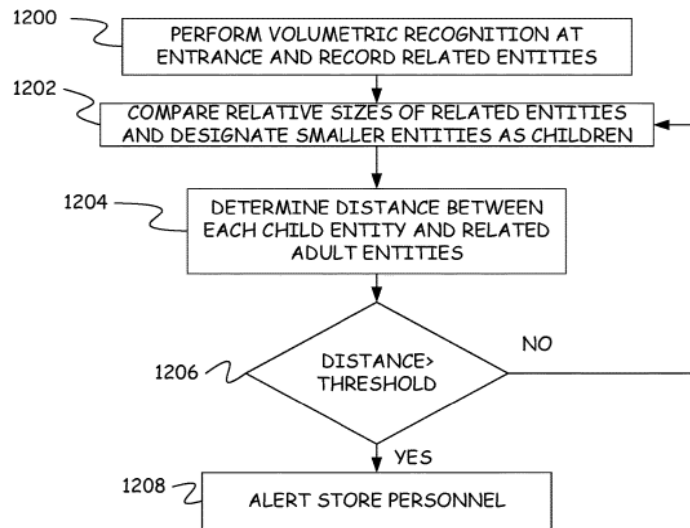 1200
PERFORM VOLUMETRIC RECOGNITION AT
ENTRANCE AND RECORD RELATED
ENTITIES
1202
COMPARE RELATIVE SIZES OF RELATED ENTITIES
AND DESIGNATE SMALLER ENTITIES AS CHILDREN
1204
DETERMINE DISTANCE BETWEEN
EACH CHILD ENTITY AND RELATED
ADULT ENTITIES
1206
DISTANCE>
THRESHOLD
NO
YES
1208
ALERT STORE PERSONNEL